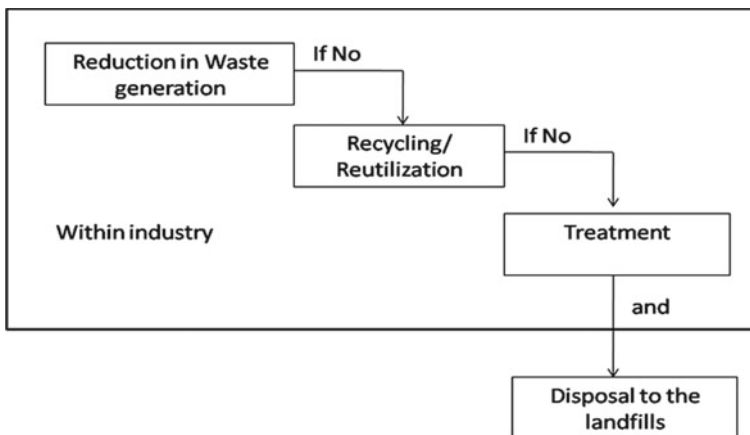 Reduction in Waste
generation
If No
Recycling/
Reutilization
If No
Within industry
Treatment
and
Disposal to the
landfills